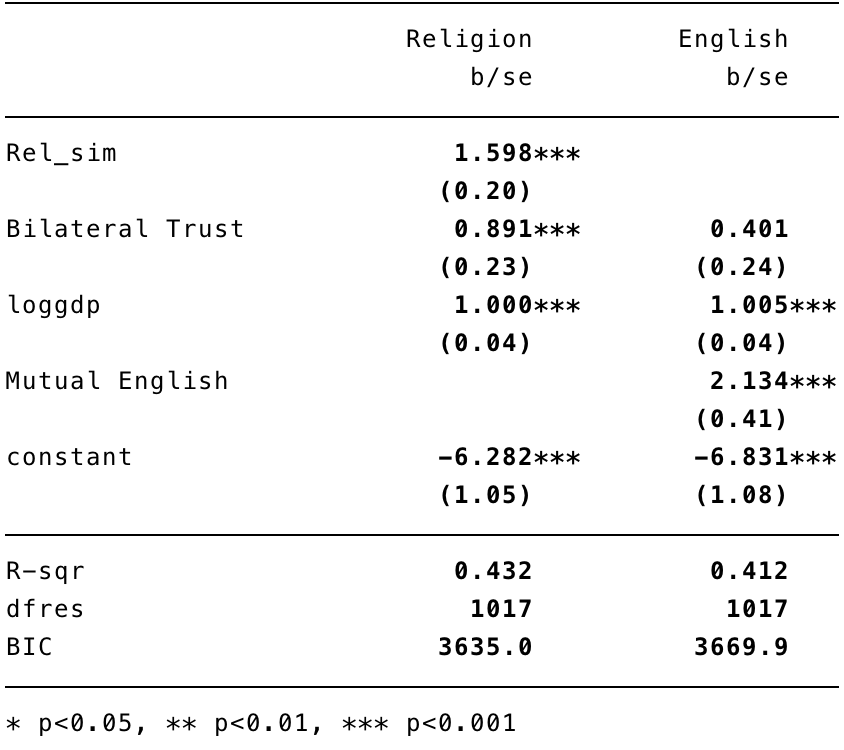 Religion English
b/se b/se
Rel_sim 1.598***
(0.20)
Bilateral Trust 0.891*** 0.401
(0.23) (0.24)
loggdp 1.000*** 1.005***
(0.04) (0.04)
Mutual English 2.134***
(0.41)
constant -6.282*** -6.831***
(1.05) (1.08)
R-sqr 0.432 0.412
dfres 1017 1017
BIC 3635.0 3669.9
* p<0.05, ** p<0.01, *** p<0.001